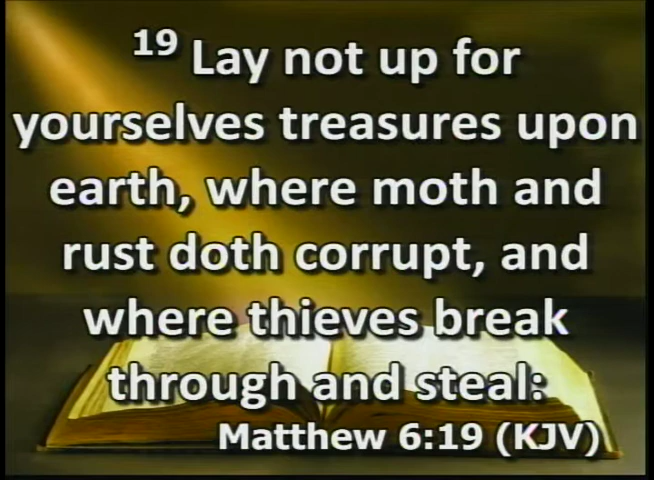 19 Lay not up for
yourselves treasures upon
earth, where moth and
rust doth corrupt, and
where thieves break
through and steal:
Matthew 6:19 (KJV)